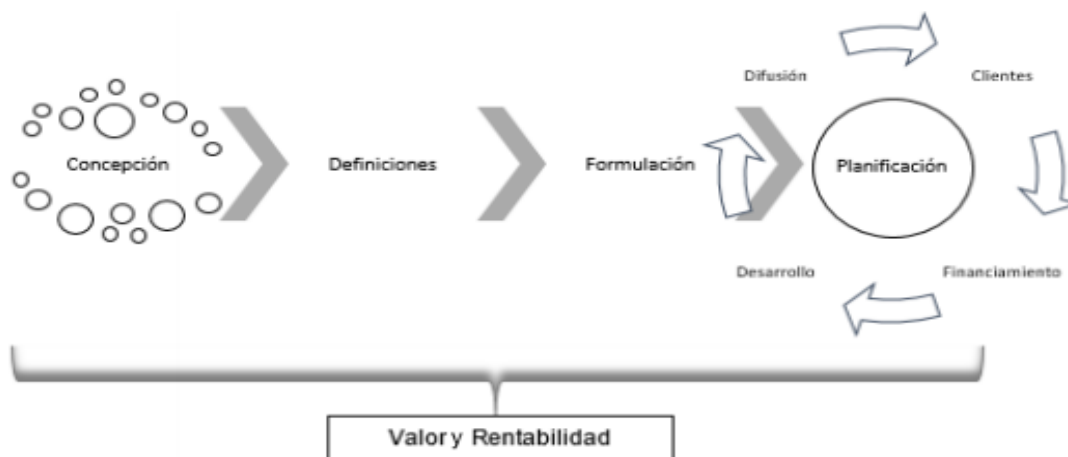 Difusión
Clientes
Concepción
Definiciones
Formulación
Planificación
Desarrollo
Financiamiento
Valor y Rentabilidad